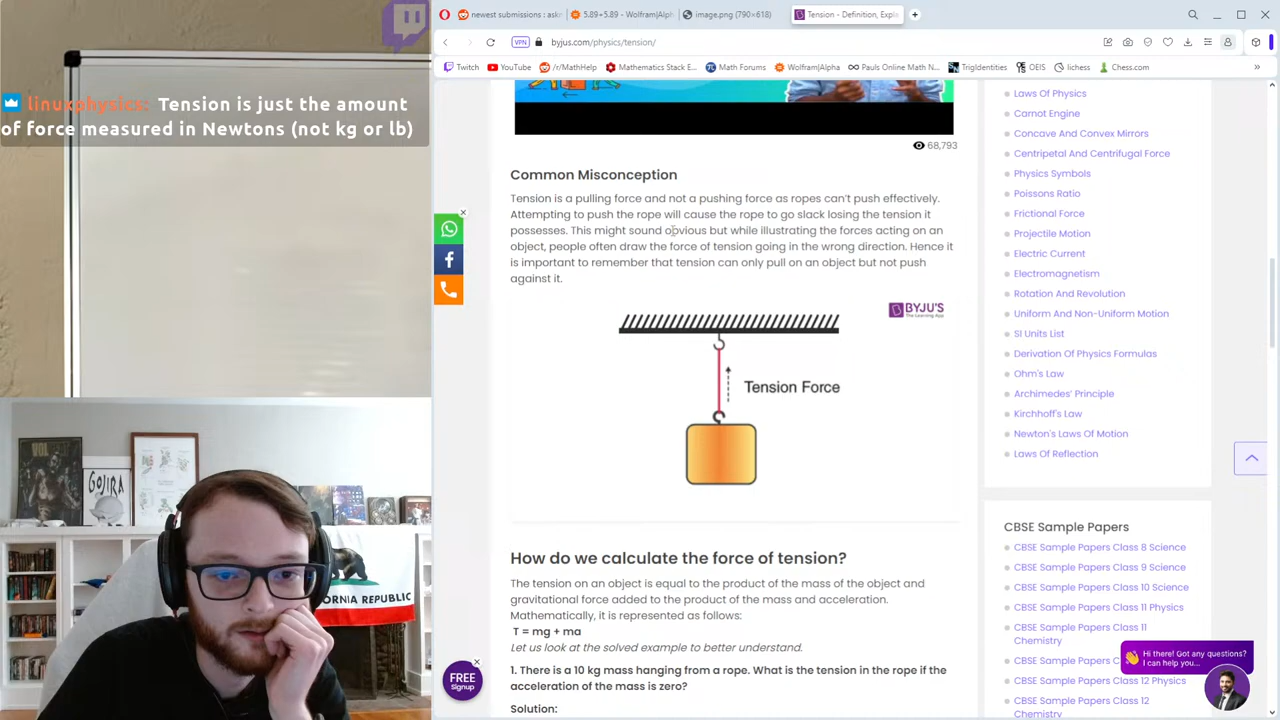 linuxphysics: Tension is just the amount
of force measured in Newtons (not kg or lb)
GOJIRA
CALIFORNIA REPUBLIC
newest submissions : ask
5.89+5.89 - Wolfram|Alph
image.png (790×618)
Tension - Definition, Expla
VPN
byjus.com/physics/tension/
Twitch
YouTube
/r/MathHelp
Mathematics Stack E...
Math Forums
Wolfram|Alpha
Pauls Online Math N...
TrigIdentities
OEIS
lichess
Chess.com
68,793
Common Misconception
Tension is a pulling force and not a pushing force as ropes can't push effectively.
Attempting to push the rope will cause the rope to go slack losing the tension it
possesses. This might sound obvious but while illustrating the forces acting on an
object, people often draw the force of tension going in the wrong direction. Hence it
is important to remember that tension can only pull on an object but not push
against it.
BYJU'S
The Learning App
Tension Force
How do we calculate the force of tension?
The tension on an object is equal to the product of the mass of the object and
gravitational force added to the product of the mass and acceleration.
Mathematically, it is represented as follows:
T = mg + ma
Let us look at the solved example to better understand.
1. There is a 10 kg mass hanging from a rope. What is the tension in the rope if the
acceleration of the mass is zero?
Solution:
FREE
Signup
Laws Of Physics
Carnot Engine
Concave And Convex Mirrors
Centripetal And Centrifugal Force
Physics Symbols
Poissons Ratio
Frictional Force
Projectile Motion
Electric Current
Electromagnetism
Rotation And Revolution
Uniform And Non-Uniform Motion
SI Units List
Derivation Of Physics Formulas
Ohm's Law
Archimedes' Principle
Kirchhoff's Law
Newton's Laws Of Motion
Laws Of Reflection
CBSE Sample Papers
CBSE Sample Papers Class 8 Science
CBSE Sample Papers Class 9 Science
CBSE Sample Papers Class 10 Science
CBSE Sample Papers Class 11 Physics
CBSE Sample Papers Class 11
Chemistry
CBSE Sample Papers C
CBSE Sample Papers Class 12 Physics
CBSE Sample Papers Class 12
Chemistry
Hi there! Got any questions?
I can help you...